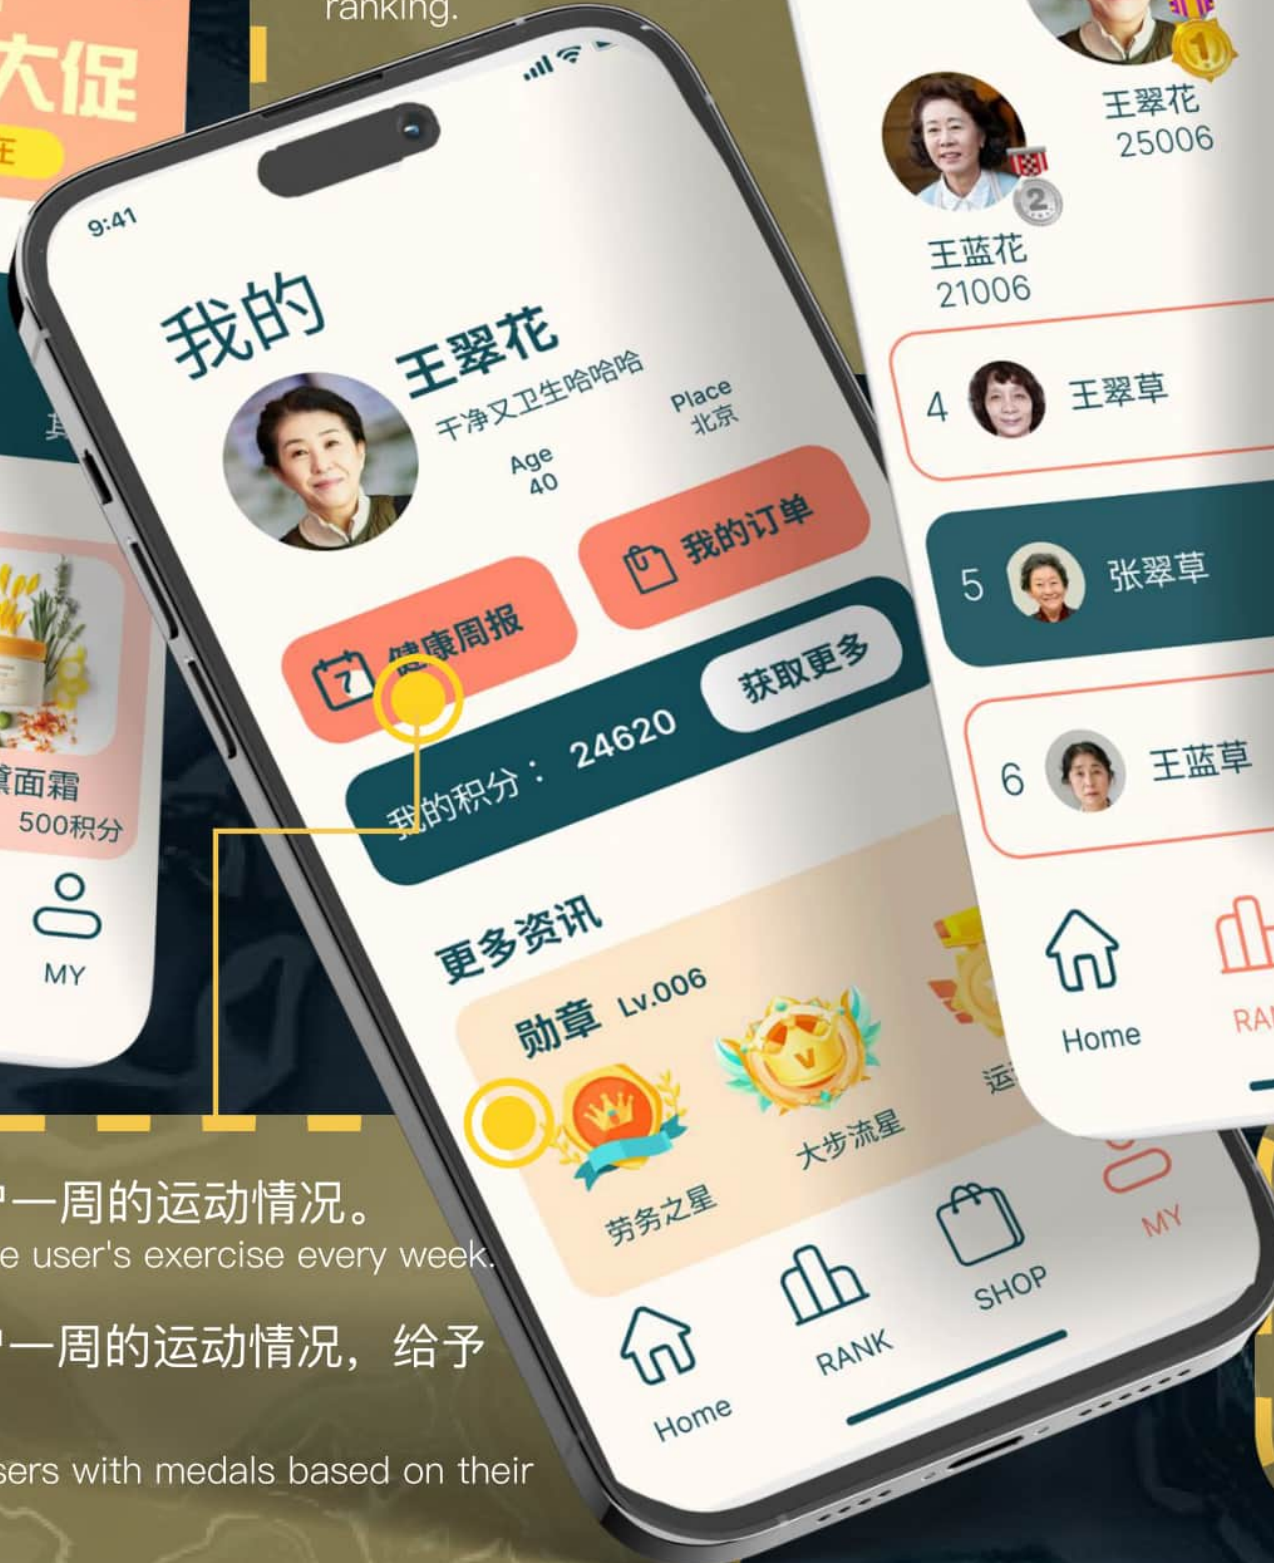 ranking.
大促
9:41
我的
王翠花
干净又卫生哈哈哈
Age
40
Place
北京
健康周报
我的订单
7
我的积分： 24620
获取更多
更多资讯
勋章 Lv.006
劳务之星
大步流星
Home
RANK
SHOP
MY
面霜
500积分
MY
1
王翠花
25006
2
王蓝花
21006
4 王翠草
5 张翠草
6 王蓝草
Home
一周的运动情况。
user's exercise every week.
一周的运动情况，给予
with medals based on their